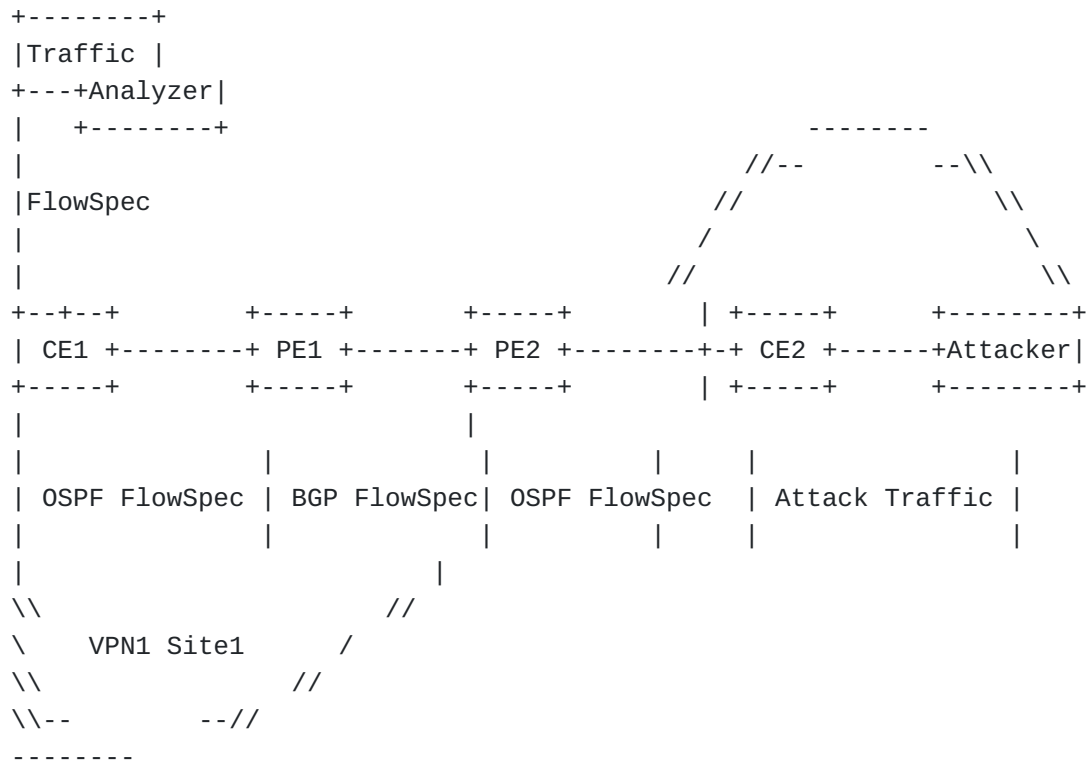 +--------+
|Traffic |
+---+Analyzer|
|   +--------+                                      --------
|                                               //--        --\\
|FlowSpec                                     //                \\
|                                            /                    \
|                                          //                      \\
+--+--+        +-----+       +-----+         | +-----+      +--------+
| CE1 +--------+ PE1 +-------+ PE2 +--------+-+ CE2 +------+Attacker|
+-----+        +-----+       +-----+         | +-----+      +--------+
|                             |
|                |             |          |     |                |
| OSPF FlowSpec | BGP FlowSpec| OSPF FlowSpec  | Attack Traffic |
|                |             |          |     |                |
|                           |
\\                       //
\    VPN1 Site1      /
\\                //
\\--        --//
--------